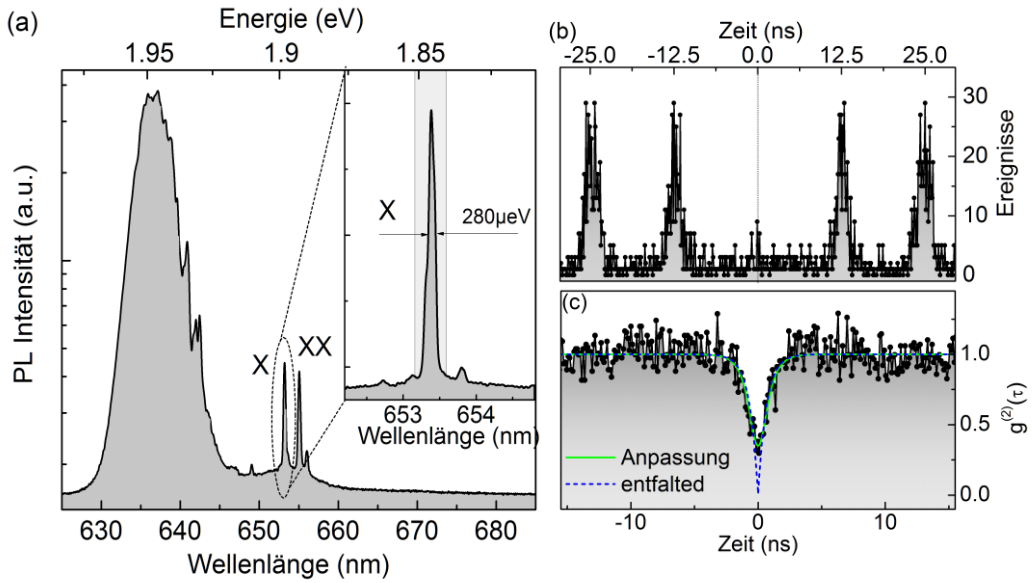 (a)
Energie (eV)
1.95 1.9 1.85
PL Intensität (a.u.)
X
XX
X
280µeV
653 654
Wellenlänge (nm)
630 640 650 660 670 680
Wellenlänge (nm)
(b)
Zeit (ns)
-25.0 -12.5 0.0 12.5 25.0
30
20
10
0
Ereignisse
(c)
1.0
0.5
0.0
g(2)(τ)
Anpassung
entfalted
-10 0 10
Zeit (ns)